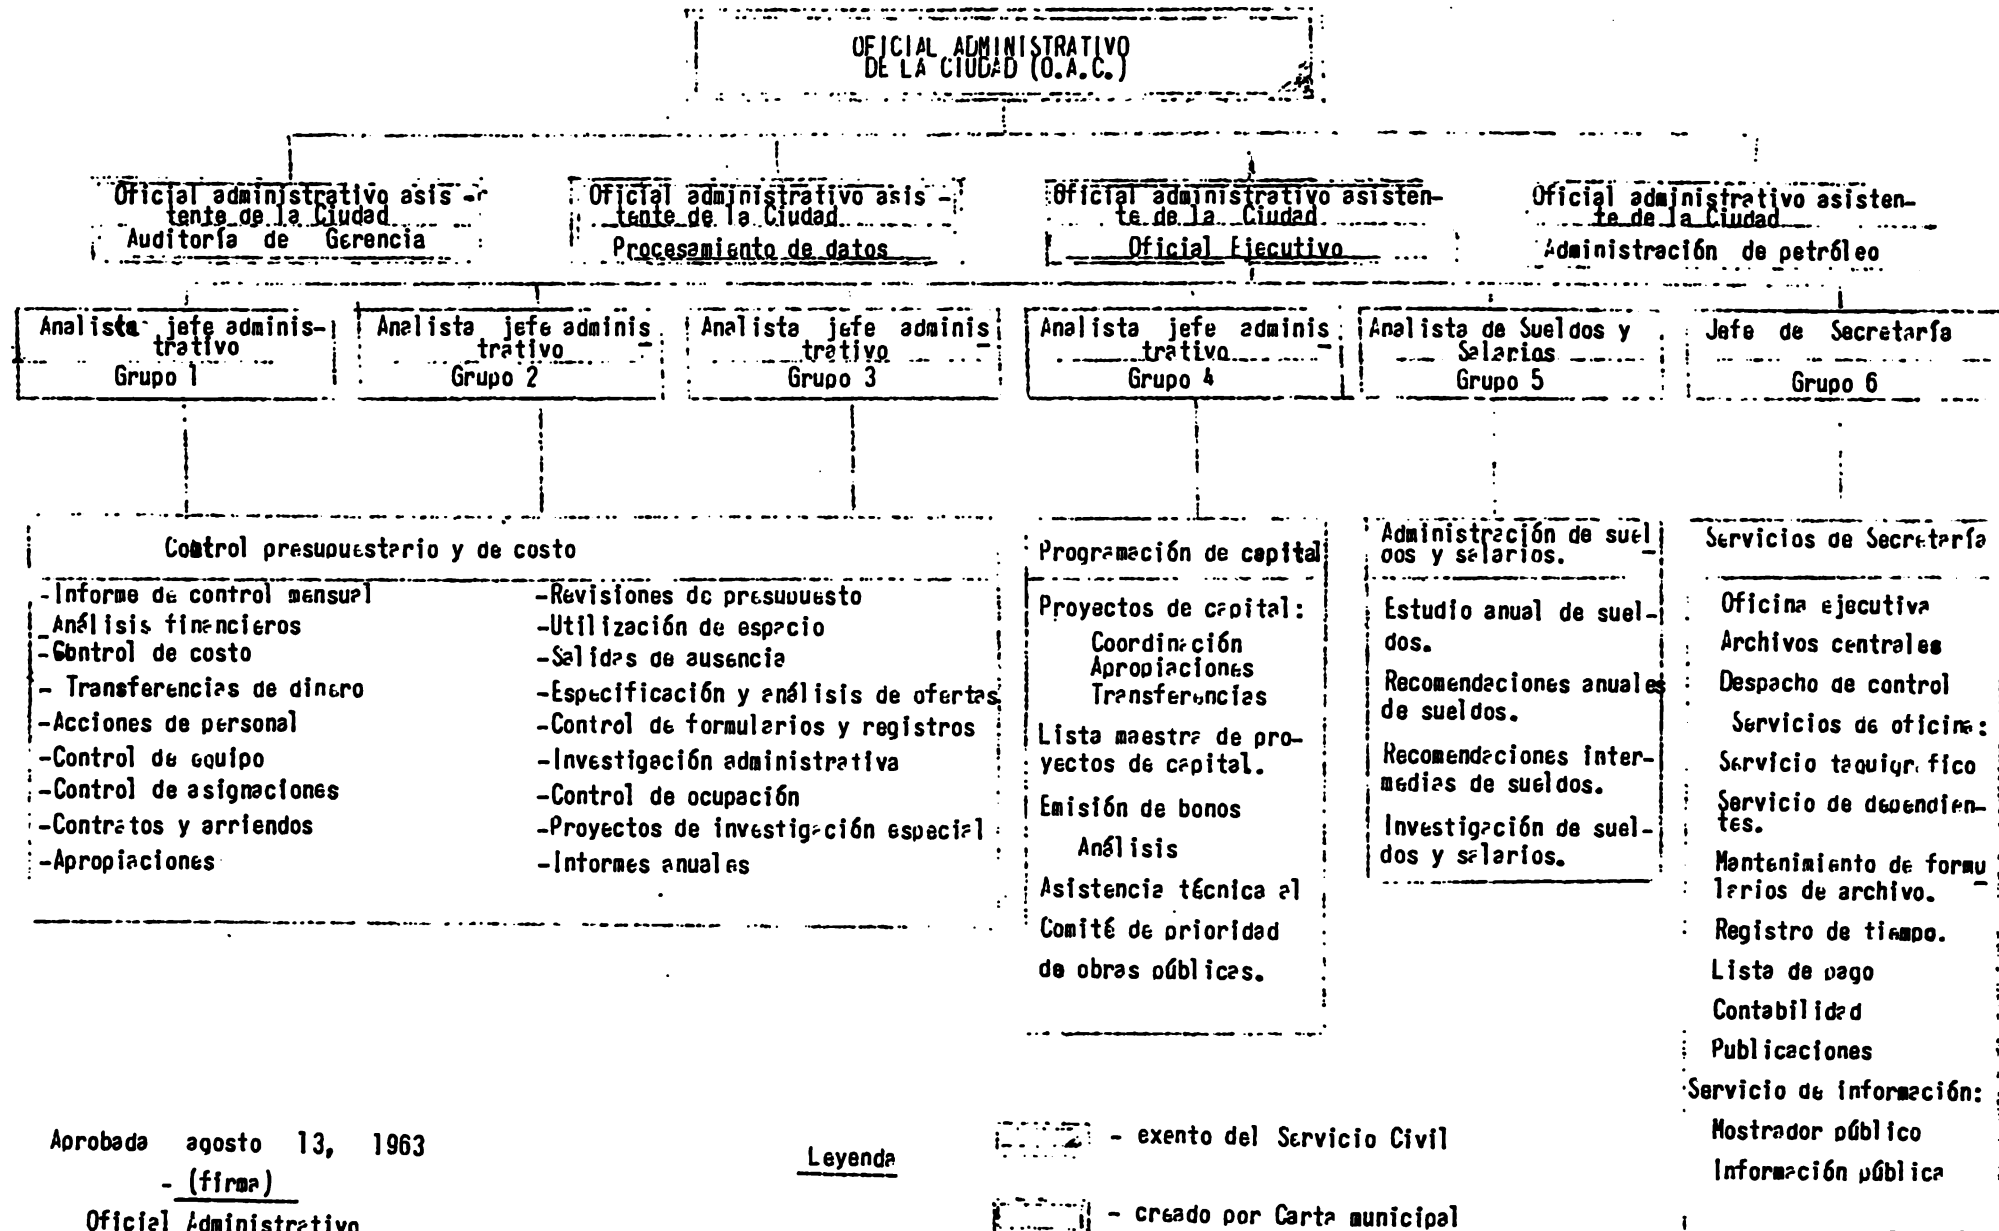 OFICIAL ADMINISTRATIVO
DE LA CIUDAD (O.A.C.)
Oficial administrativo asis-
tente de la Ciudad
Auditoría de Gerencia
Oficial administrativo asis-
tente de la Ciudad
Procesamiento de datos
Oficial administrativo asisten-
te de la Ciudad
Oficial Ejecutivo
Oficial administrativo asisten-
te de la Ciudad
Administración de petróleo
Analista jefe adminis-
trativo
Grupo 1
Analista jefe adminis
trativo
Grupo 2
Analista jefe adminis
trativo
Grupo 3
Analista jefe adminis
trativo
Grupo 4
Analista de Sueldos y
Salarios
Grupo 5
Jefe de Secretaría
Grupo 6
Control presupuestario y de costo
-Informe de control mensual
-Análisis financieros
-Control de costo
- Transferencias de dinero
-Acciones de personal
-Control de equipo
-Control de asignaciones
-Contratos y arriendos
-Apropiaciones
-Revisiones de presupuesto
-Utilización de espacio
-Salidas de ausencia
-Especificación y análisis de ofertas
-Control de formularios y registros
-Investigación administrativa
-Control de ocupación
-Proyectos de investigación especial
-Informes anuales
Programación de capital
Proyectos de capital:
Coordinación
Apropiaciones
Transferencias
Lista maestra de pro-
yectos de capital.
Emisión de bonos
Análisis
Asistencia técnica al
Comité de prioridad
de obras públicas.
Administración de suel
dos y salarios.
Estudio anual de suel-
dos.
Recomendaciones anuales
de sueldos.
Recomendaciones inter-
medias de sueldos.
Investigación de suel-
dos y salarios.
Servicios de Secretaría
Oficina ejecutiva
Archivos centrales
Despacho de control
Servicios de oficina:
Servicio taquigráfico
Servicio de dependien-
tes.
Mantenimiento de formu
larios de archivo.
Registro de tiempo.
Lista de pago
Contabilidad
Publicaciones
Servicio de información:
Mostrador público
Información pública
Aprobada agosto 13, 1963
- (firma)
Oficial Administrativo
Leyenda
- exento del Servicio Civil
- creado por Carta municipal